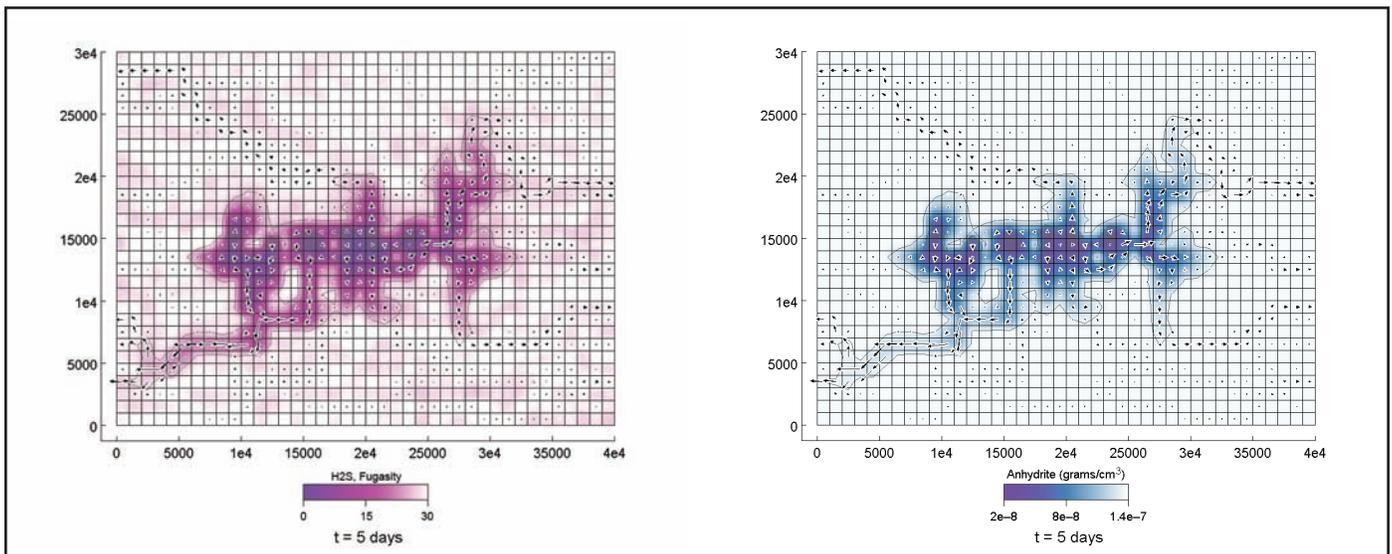 3e4
25000
2e4
15000
1e4
5000
0
0 5000 1e4 15000 2e4 25000 3e4 35000 4e4
H2S, Fugasity
0 15 30
t = 5 days
3e4
25000
2e4
15000
1e4
5000
0
0 5000 1e4 15000 2e4 25000 3e4 35000 4e4
Anhydrite (grams/cm³)
2e–8 8e–8 1.4e–7
t = 5 days